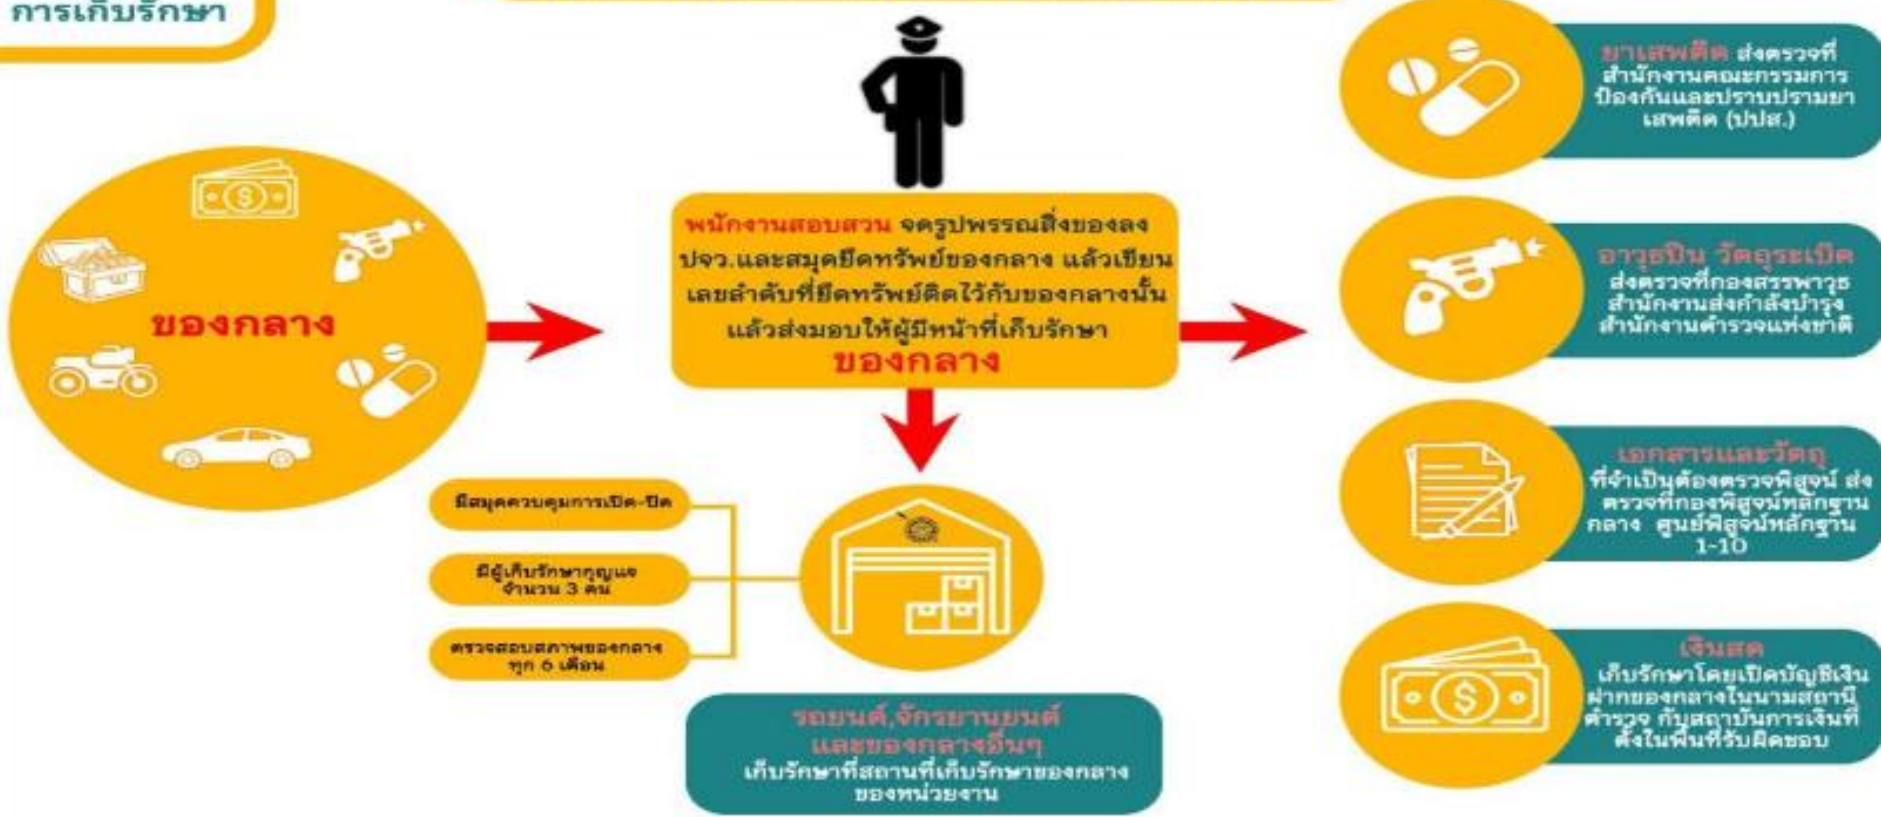 การเก็บรักษา
ของกลาง
พนักงานสอบสวน จดรูปพรรณสิ่งของลง
ปจว.และสมุดยึดทรัพย์ของกลาง แล้วเขียน
เลขลำดับที่ยึดทรัพย์ติดไว้กับของกลางนั้น
แล้วส่งมอบให้ผู้มีหน้าที่เก็บรักษา
ของกลาง
มีสมุดควบคุมการเปิด-ปิด
มีผู้เก็บรักษากุญแจ
จำนวน 3 คน
ตรวจสอบสภาพของกลาง
ทุก 6 เดือน
รถยนต์,จักรยานยนต์
และของกลางอื่นๆ
เก็บรักษาที่สถานที่เก็บรักษาของกลาง
ของหน่วยงาน
ยาเสพติด ส่งตรวจที่
สำนักงานคณะกรรมการ
ป้องกันและปราบปรามยา
เสพติด (ปปส.)
อาวุธปืน วัตถุระเบิด
ส่งตรวจที่กองสรรพาวุธ
สำนักงานส่งกำลังบำรุง
สำนักงานตำรวจแห่งชาติ
เอกสารและวัตถุ
ที่จำเป็นต้องตรวจพิสูจน์ ส่ง
ตรวจที่กองพิสูจน์หลักฐาน
กลาง ศูนย์พิสูจน์หลักฐาน
1-10
เงินสด
เก็บรักษาโดยเปิดบัญชีเงิน
ฝากของกลางในนามสถานี
ตำรวจ กับสถาบันการเงินที่
ตั้งในพื้นที่รับผิดชอบ